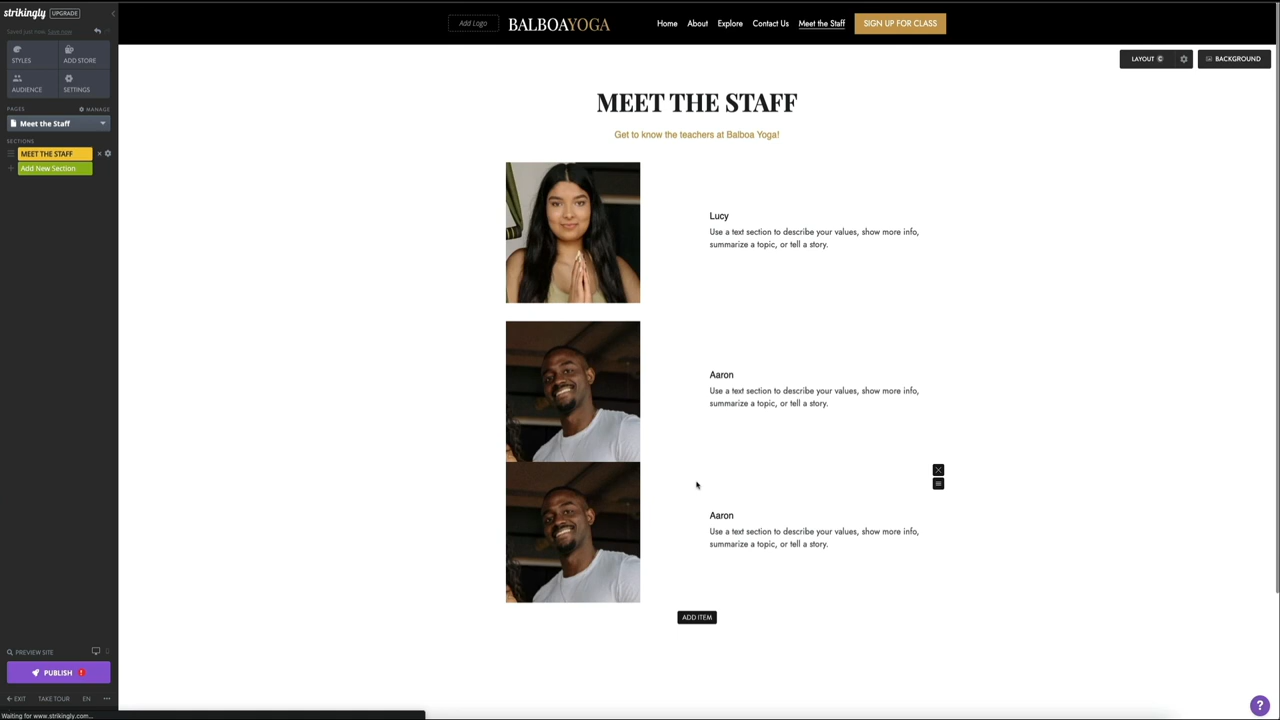 strikingly UPGRADE
Saved just now. Save now
STYLES
ADD STORE
AUDIENCE
SETTINGS
PAGES
MANAGE
Meet the Staff
SECTIONS
MEET THE STAFF
Add New Section
PREVIEW SITE
PUBLISH
EXIT TAKE TOUR EN
Waiting for www.strikingly.com...
Add Logo
BALBOAYOGA
Home About Explore Contact Us Meet the Staff SIGN UP FOR CLASS
LAYOUT C
BACKGROUND
MEET THE STAFF
Get to know the teachers at Balboa Yoga!
Lucy
Use a text section to describe your values, show more info,
summarize a topic, or tell a story.
Aaron
Use a text section to describe your values, show more info,
summarize a topic, or tell a story.
Aaron
Use a text section to describe your values, show more info,
summarize a topic, or tell a story.
ADD ITEM
?